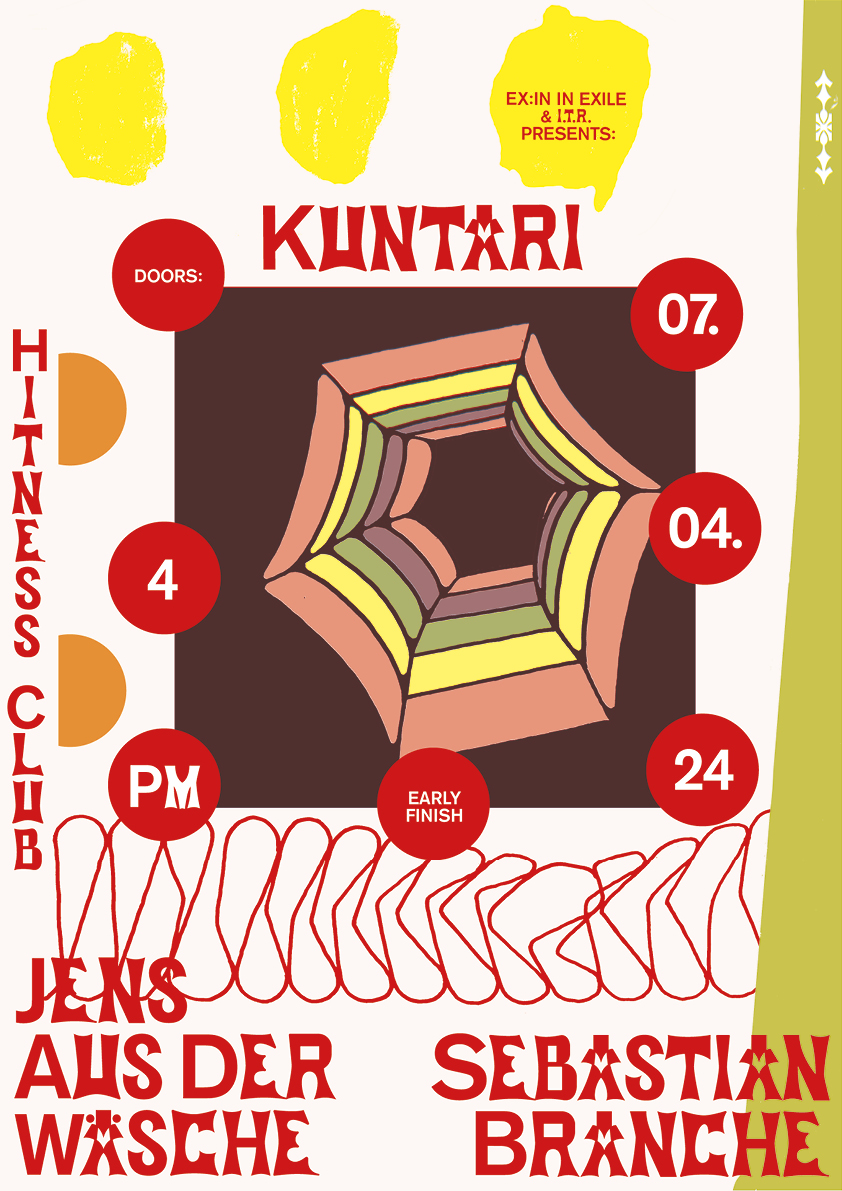 EX:IN IN EXILE
& I.T.R.
PRESENTS:
KUNTARI
DOORS:
07.
HITNESS CLUB
4
04.
PM
EARLY
FINISH
24
JENS
AUS DER
WÄSCHE
SEBASTIAN
BRANCHE